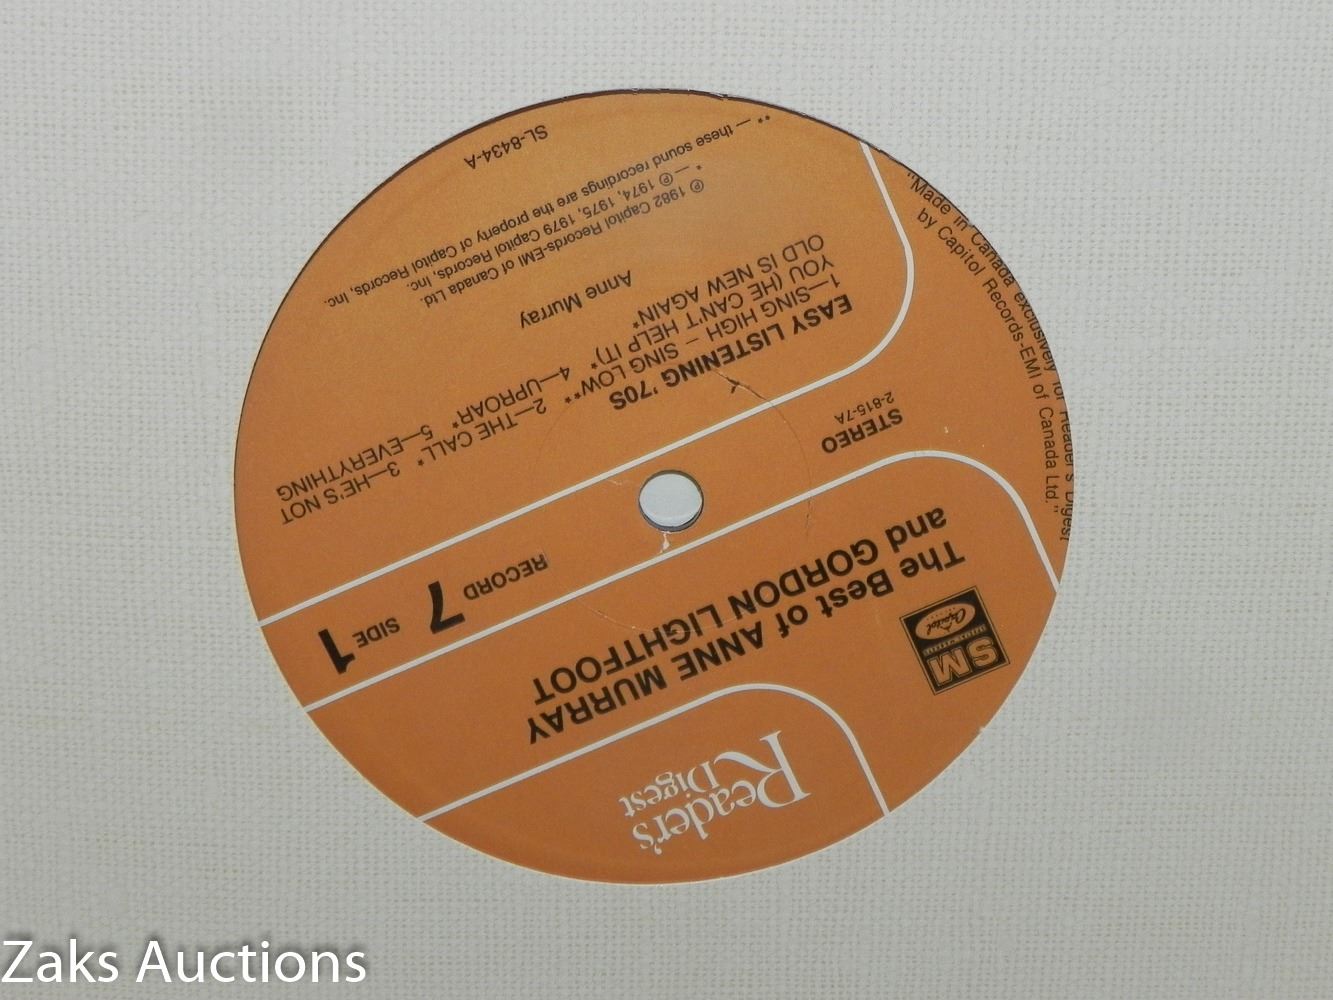 Reader's
Digest
The Best of ANNE MURRAY
and GORDON LIGHTFOOT
SM
SPECIAL MARKETS
Capitol
RECORD 7 SIDE 1
STEREO
2-815-7A
EASY LISTENING '70S
1—SING HIGH – SING LOW** 2—THE CALL* 3—HE'S NOT
YOU (HE CAN'T HELP IT)* 4—UPROAR* 5—EVERYTHING
OLD IS NEW AGAIN*
Anne Murray
℗ 1982 Capitol Records-EMI of Canada Ltd.
* — ℗ 1974, 1975, 1979 Capitol Records, Inc.
** — these sound recordings are the property of Capitol Records, Inc.
SL-8434-A
"Made in Canada exclusively for Reader's Digest
by Capitol Records-EMI of Canada Ltd."
Zaks Auctions